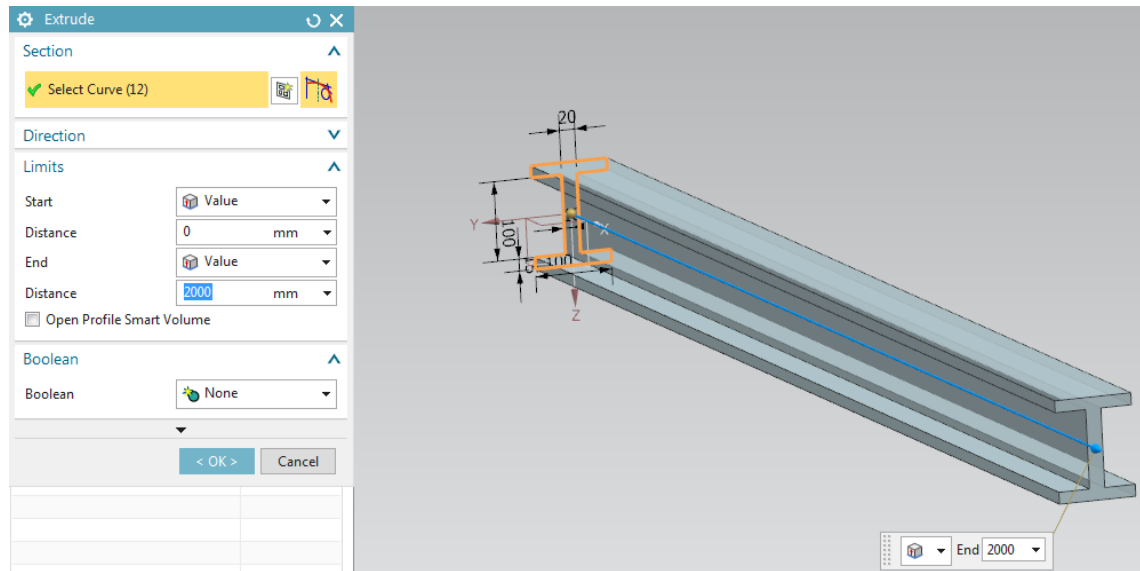 Extrude
Section
Select Curve (12)
Direction
Limits
Start Value
Distance 0 mm
End Value
Distance 2000 mm
Open Profile Smart Volume
Boolean
Boolean None
< OK > Cancel
20
Y
X
100
100
Z
End 2000